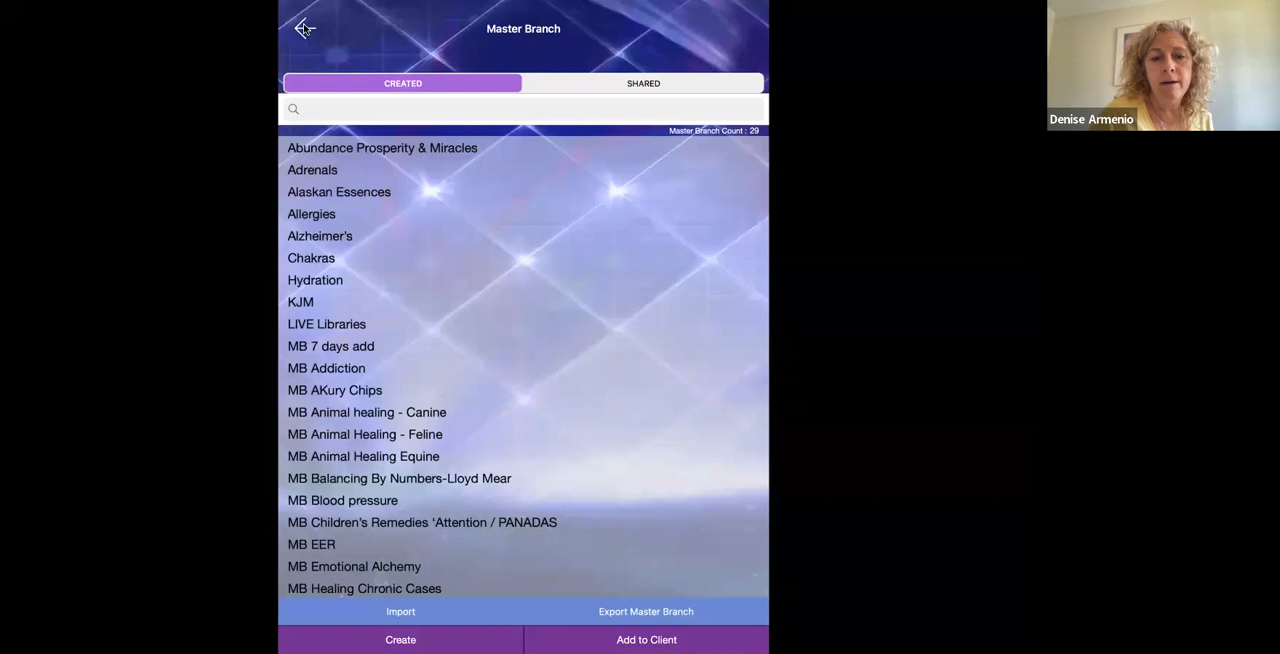 Master Branch
CREATED
SHARED
Master Branch Count : 29
Abundance Prosperity & Miracles
Adrenals
Alaskan Essences
Allergies
Alzheimer's
Chakras
Hydration
KJM
LIVE Libraries
MB 7 days add
MB Addiction
MB AKury Chips
MB Animal healing - Canine
MB Animal Healing - Feline
MB Animal Healing Equine
MB Balancing By Numbers-Lloyd Mear
MB Blood pressure
MB Children's Remedies ‘Attention / PANADAS
MB EER
MB Emotional Alchemy
MB Healing Chronic Cases
Import
Export Master Branch
Create
Add to Client
Denise Armenio